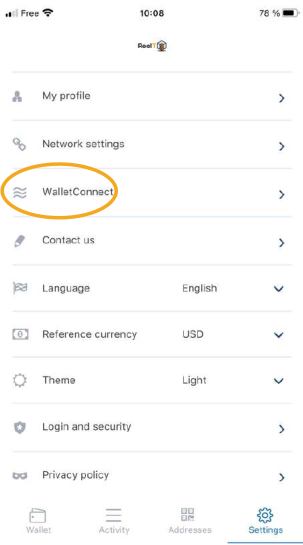 Free 10:08 78 %
RealT
My profile
Network settings
WalletConnect
Contact us
Language English
Reference currency USD
Theme Light
Login and security
Privacy policy
Wallet Activity Addresses Settings